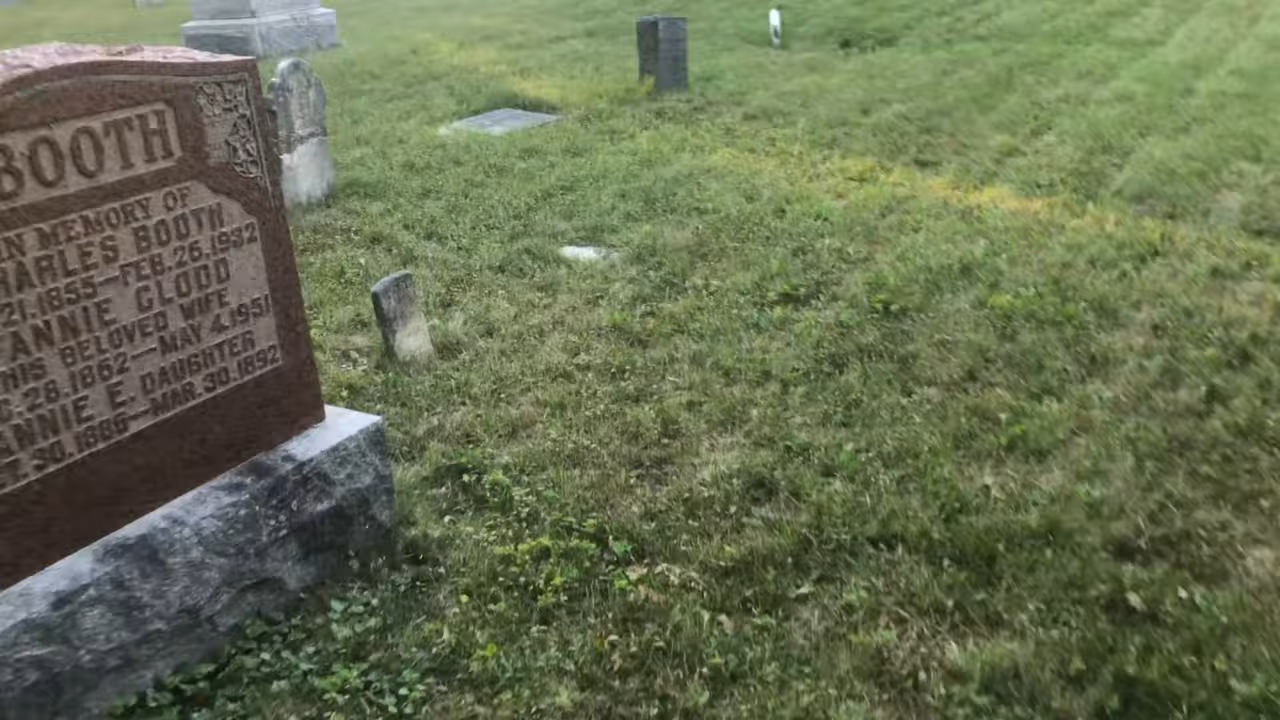 BOOTH
IN MEMORY OF
CHARLES BOOTH
21.1855—FEB.26.1932
ANNIE CLODD
HIS BELOVED WIFE
28.1862—MAY 4.1951
ANNIE E. DAUGHTER
30.1886—MAR.30.1892